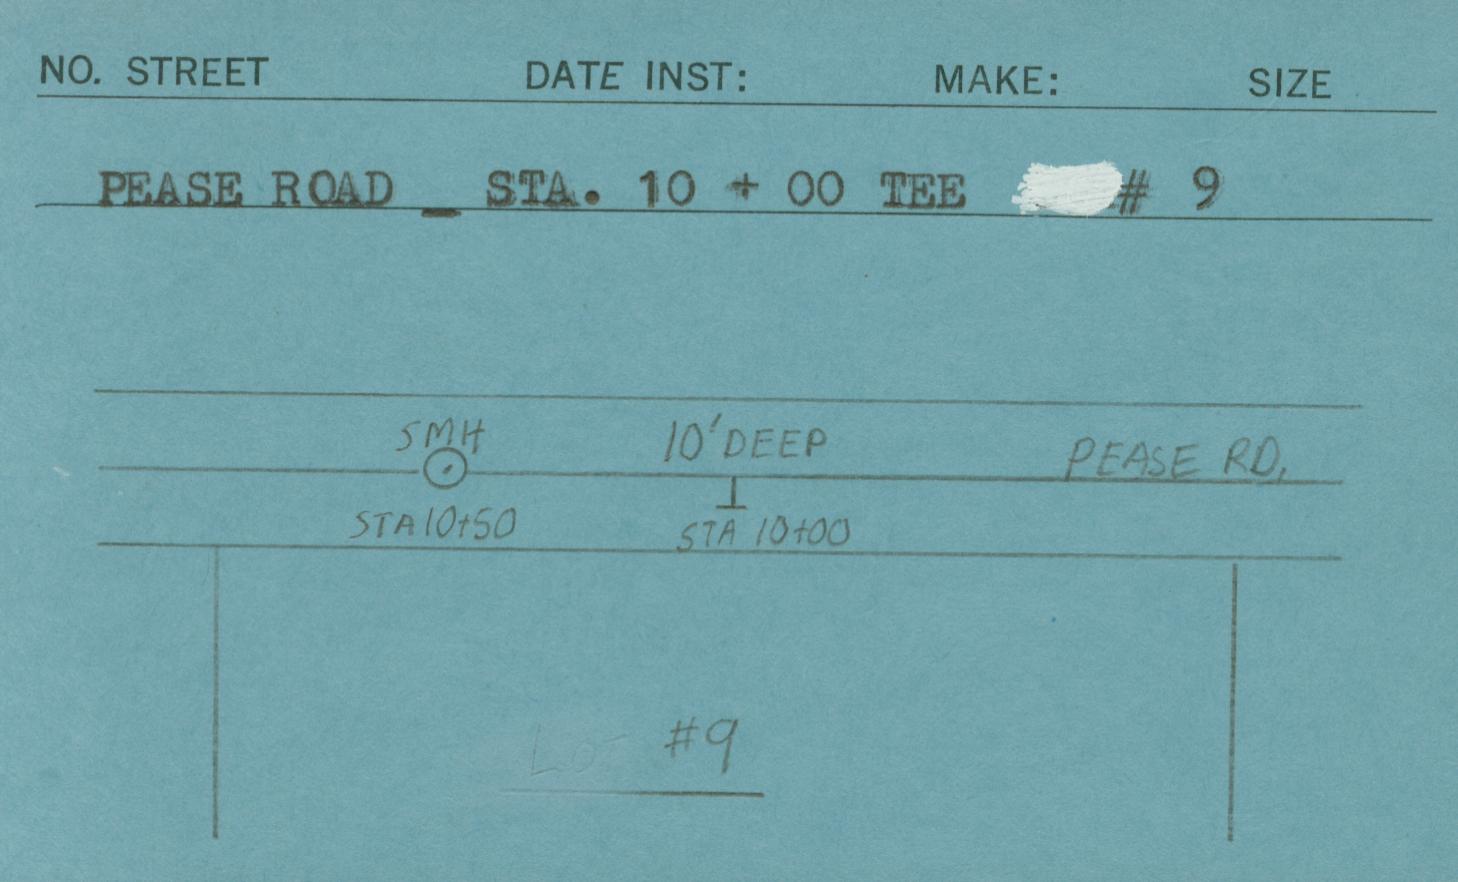 NO. STREET DATE INST: MAKE: SIZE
PEASE ROAD _ STA. 10 + 00 TEE # 9
SMH 10' DEEP PEASE RD.
STA 10+50 STA 10+00
Lot #9